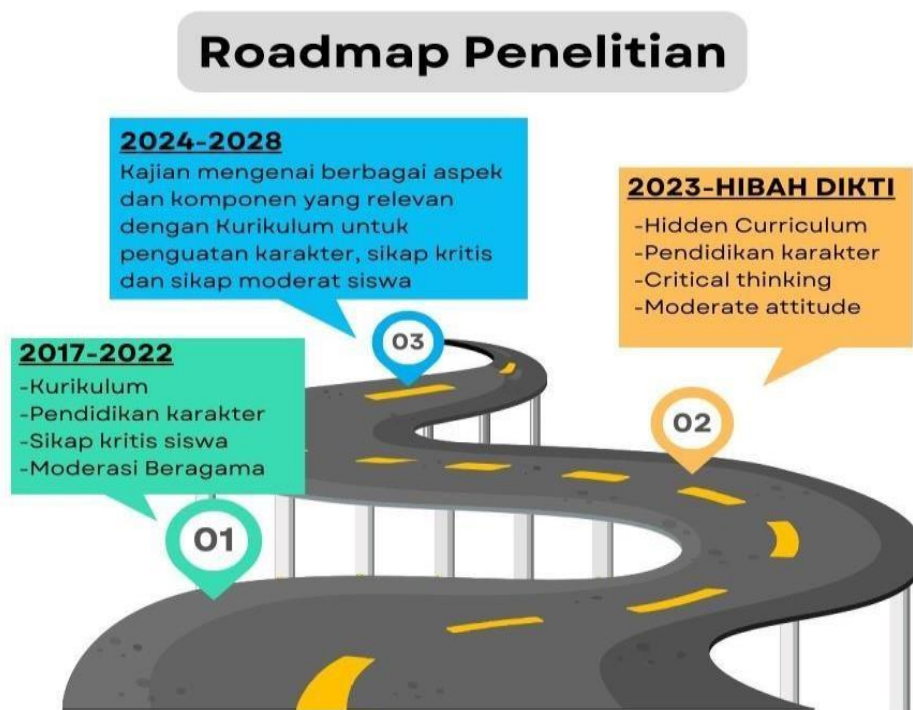 Roadmap Penelitian
2017-2022
-Kurikulum
-Pendidikan karakter
-Sikap kritis siswa
-Moderasi Beragama
01
2023-HIBAH DIKTI
-Hidden Curriculum
-Pendidikan karakter
-Critical thinking
-Moderate attitude
02
2024-2028
Kajian mengenai berbagai aspek
dan komponen yang relevan
dengan Kurikulum untuk
penguatan karakter, sikap kritis
dan sikap moderat siswa
03